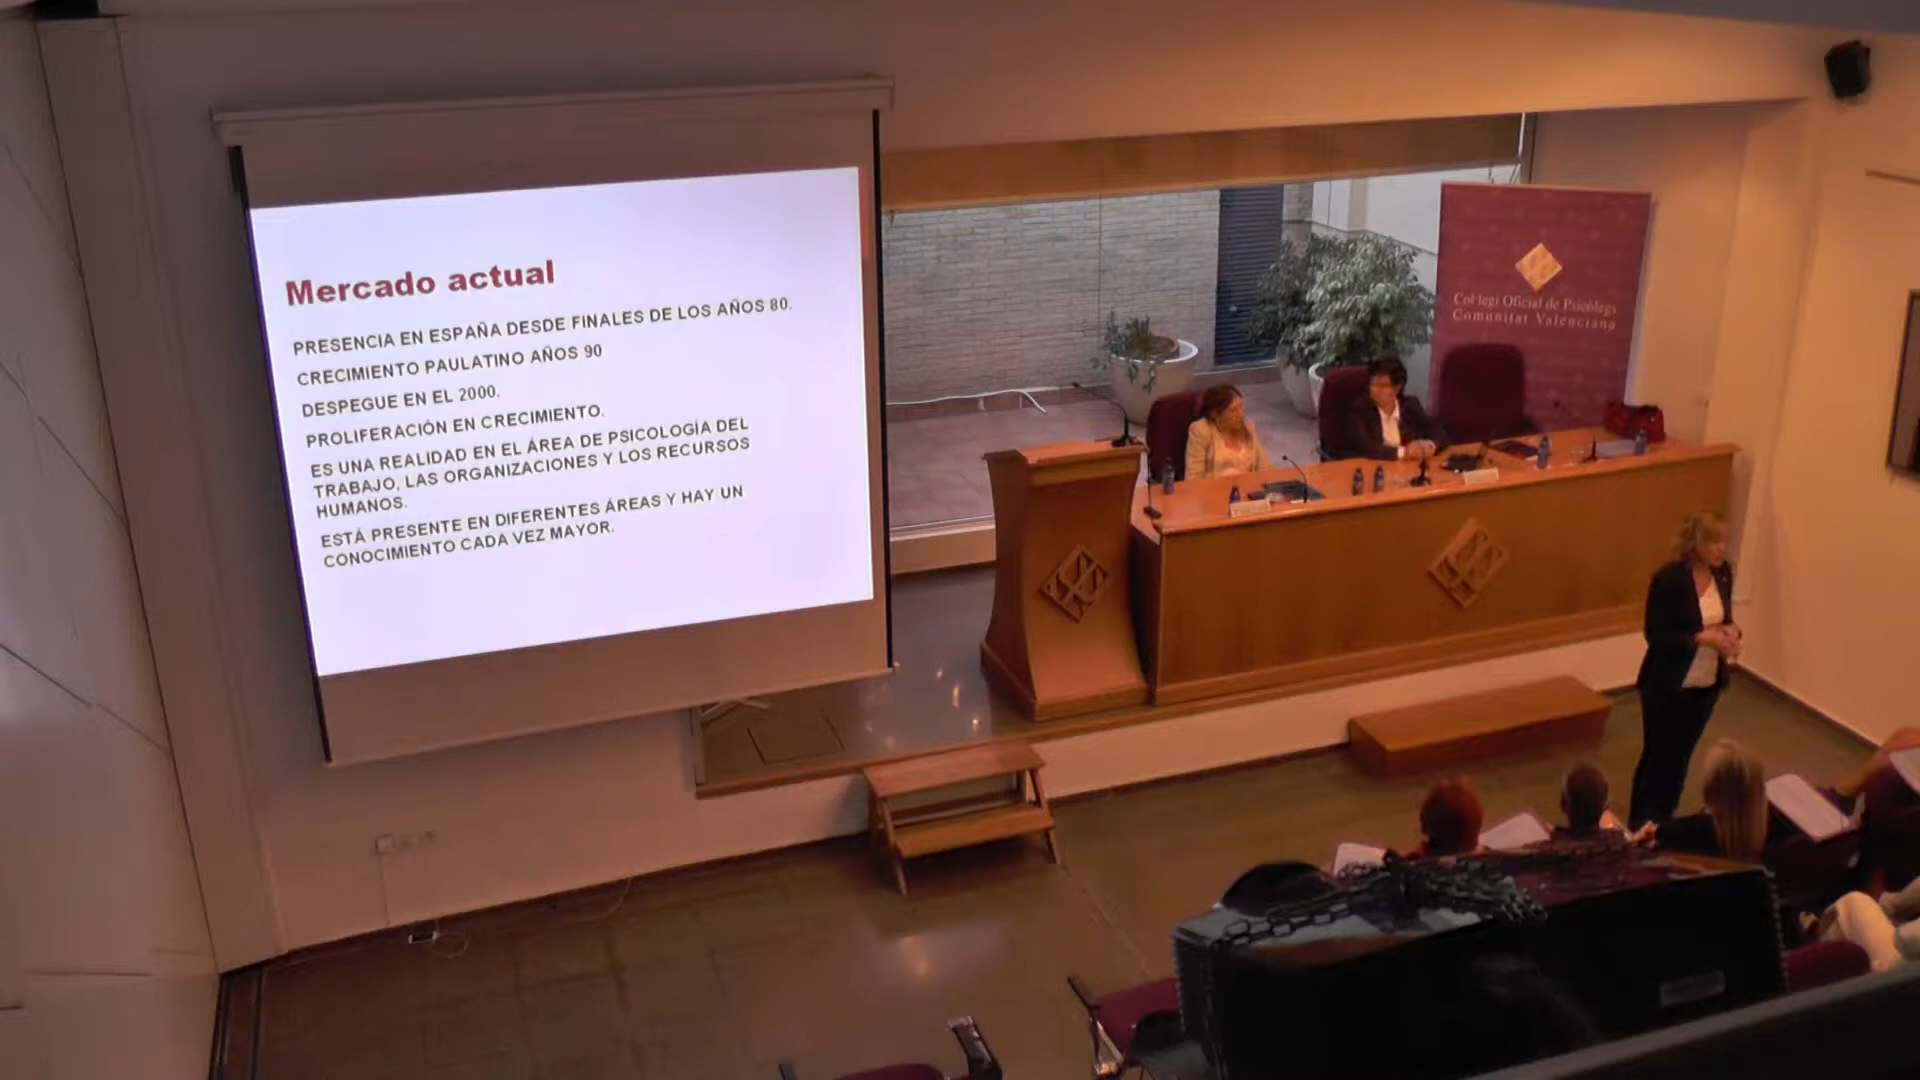 Mercado actual
PRESENCIA EN ESPAÑA DESDE FINALES DE LOS AÑOS 80.
CRECIMIENTO PAULATINO AÑOS 90
DESPEGUE EN EL 2000.
PROLIFERACIÓN EN CRECIMIENTO.
ES UNA REALIDAD EN EL ÁREA DE PSICOLOGÍA DEL
TRABAJO, LAS ORGANIZACIONES Y LOS RECURSOS
HUMANOS.
ESTÁ PRESENTE EN DIFERENTES ÁREAS Y HAY UN
CONOCIMIENTO CADA VEZ MAYOR.
Col·legi Oficial de Psicòlegs
Comunitat Valenciana